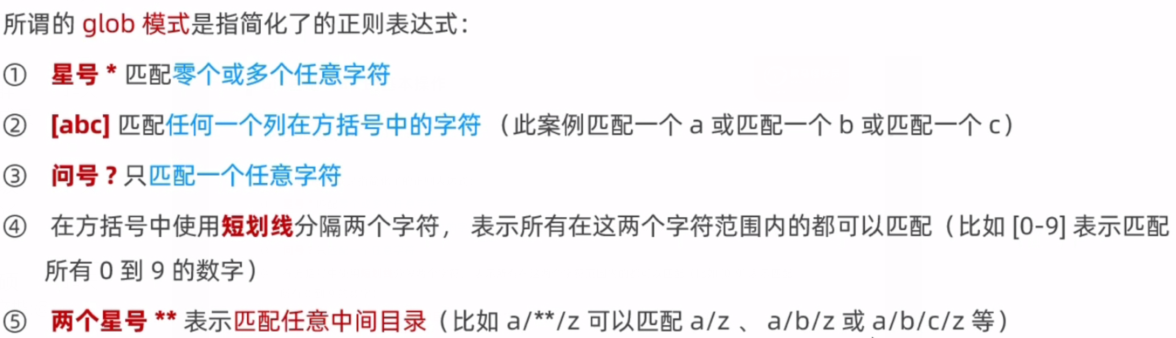 所谓的 glob 模式是指简化了的正则表达式：
① 星号 * 匹配零个或多个任意字符
② [abc] 匹配任何一个列在方括号中的字符 （此案例匹配一个 a 或匹配一个 b 或匹配一个 c）
③ 问号 ? 只匹配一个任意字符
④ 在方括号中使用短划线分隔两个字符， 表示所有在这两个字符范围内的都可以匹配（比如 [0-9] 表示匹配
所有 0 到 9 的数字）
⑤ 两个星号 ** 表示匹配任意中间目录（比如 a/**/z 可以匹配 a/z 、 a/b/z 或 a/b/c/z 等）